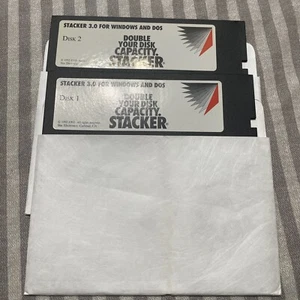 STACKER 3.0 FOR WINDOWS AND DOS
Disk 2
DOUBLE
YOUR DISK
CAPACITY.
STACKER
STACKER 3.0 FOR WINDOWS AND DOS
Disk 1
DOUBLE
YOUR DISK
CAPACITY.
STACKER